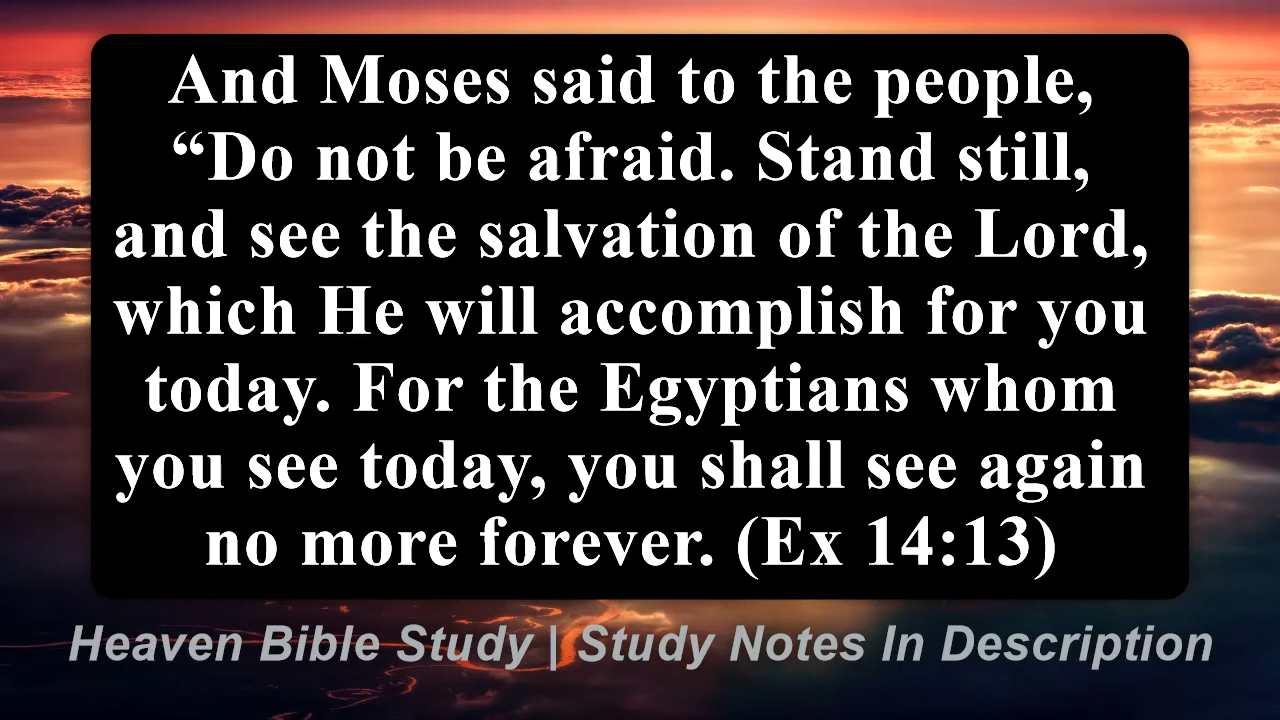 And Moses said to the people,
“Do not be afraid. Stand still,
and see the salvation of the Lord,
which He will accomplish for you
today. For the Egyptians whom
you see today, you shall see again
no more forever. (Ex 14:13)
Heaven Bible Study | Study Notes In Description